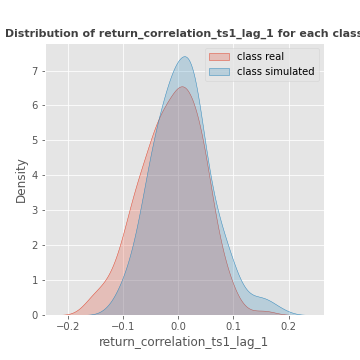 Distribution of return_correlation_ts1_lag_1 for each class
class real
class simulated
7
6
5
4
3
2
1
0
Density
−0.2 −0.1 0.0 0.1 0.2
return_correlation_ts1_lag_1